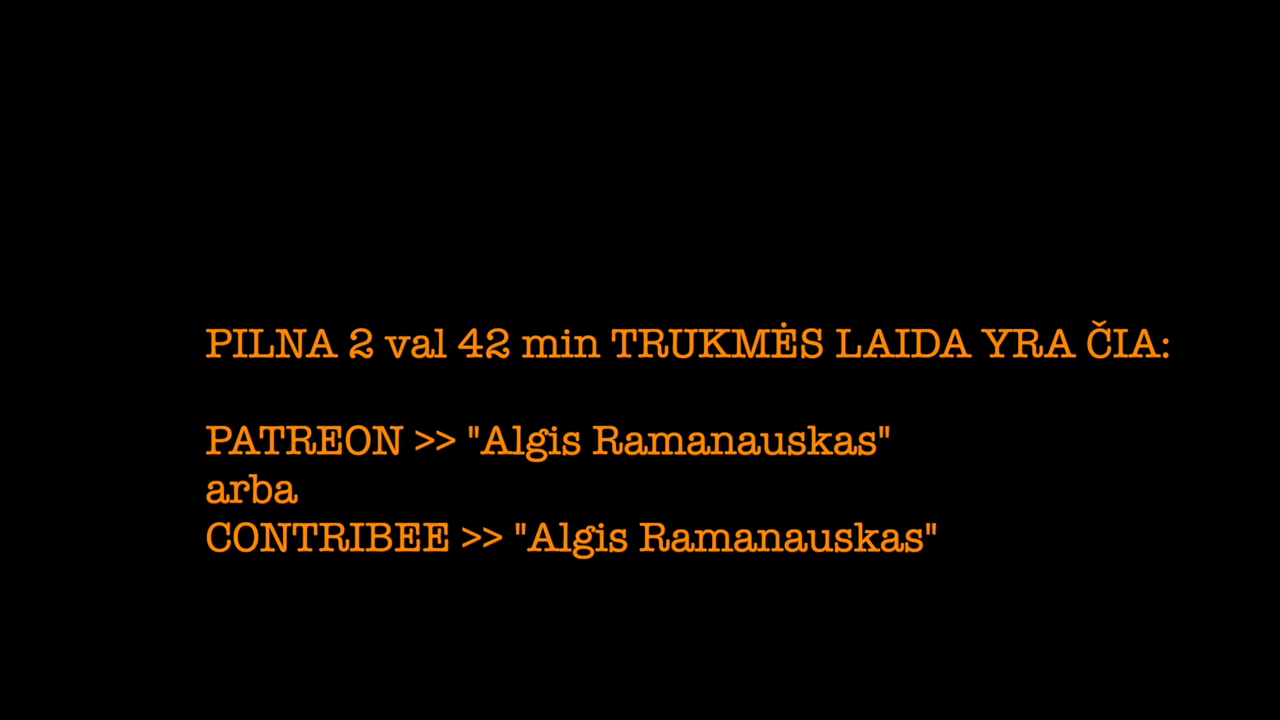 PILNA 2 val 42 min TRUKMĖS LAIDA YRA ČIA:
PATREON >> "Algis Ramanauskas"
arba
CONTRIBEE >> "Algis Ramanauskas"